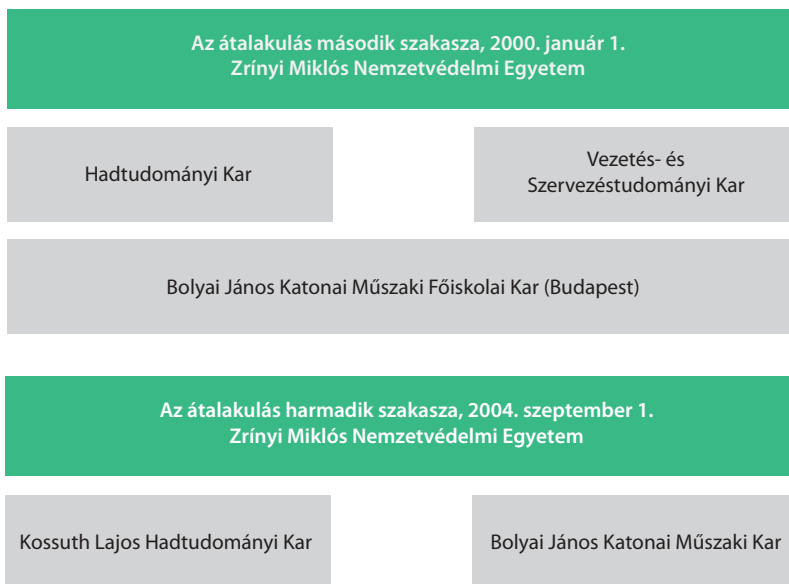 Az átalakulás második szakasza, 2000. január 1.
Zrínyi Miklós Nemzetvédelmi Egyetem
Hadtudományi Kar
Vezetés- és
Szervezéstudományi Kar
Bolyai János Katonai Műszaki Főiskolai Kar (Budapest)
Az átalakulás harmadik szakasza, 2004. szeptember 1.
Zrínyi Miklós Nemzetvédelmi Egyetem
Kossuth Lajos Hadtudományi Kar
Bolyai János Katonai Műszaki Kar